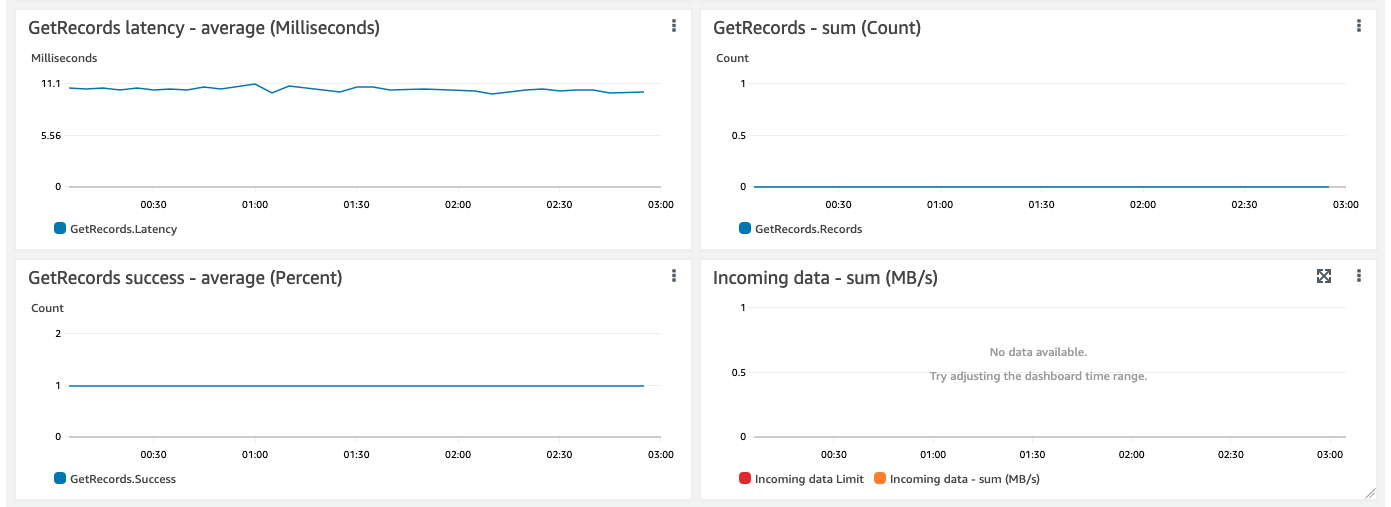 GetRecords latency - average (Milliseconds)
Milliseconds
11.1
5.56
0
00:30 01:00 01:30 02:00 02:30 03:00
GetRecords.Latency
GetRecords - sum (Count)
Count
1
0.5
0
00:30 01:00 01:30 02:00 02:30 03:00
GetRecords.Records
GetRecords success - average (Percent)
Count
2
1
0
00:30 01:00 01:30 02:00 02:30 03:00
GetRecords.Success
Incoming data - sum (MB/s)
1
No data available.
0.5
Try adjusting the dashboard time range.
0
00:30 01:00 01:30 02:00 02:30 03:00
Incoming data Limit Incoming data - sum (MB/s)